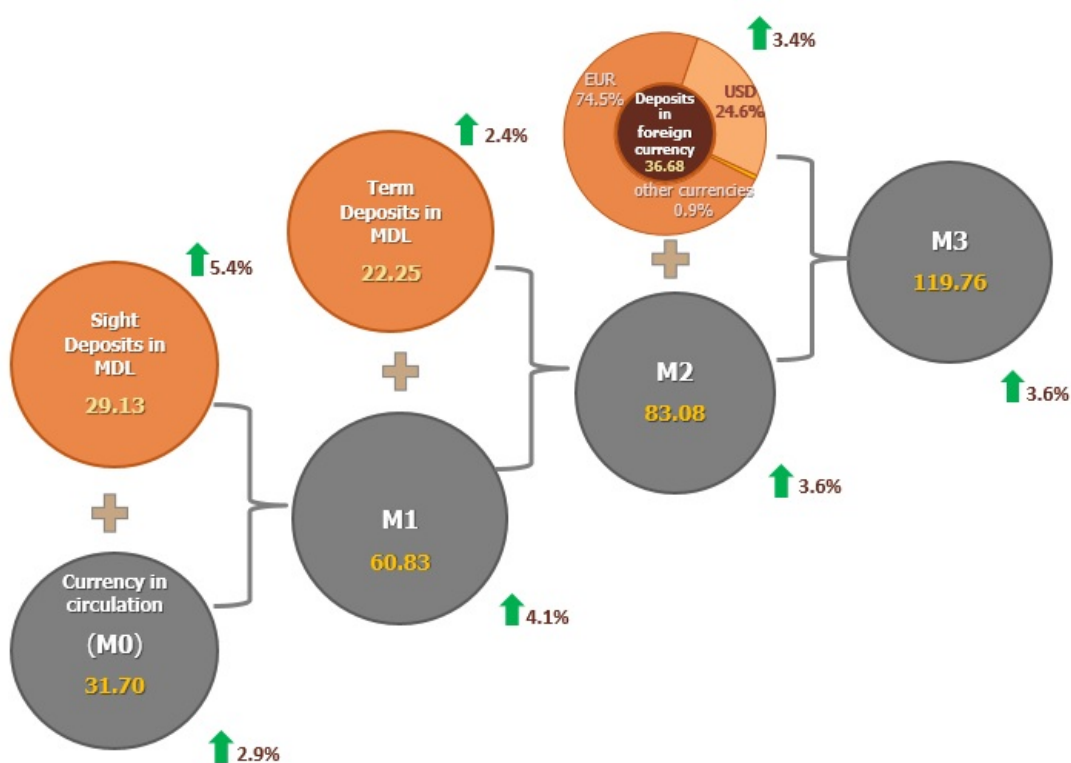 3.4%
EUR
74.5%
USD
24.6%
Deposits
in
foreign
currency
36.68
other currencies
0.9%
2.4%
Term
Deposits in
MDL
22.25
M3
119.76
3.6%
5.4%
Sight
Deposits in
MDL
29.13
M2
83.08
3.6%
M1
60.83
4.1%
Currency in
circulation
(M0)
31.70
2.9%